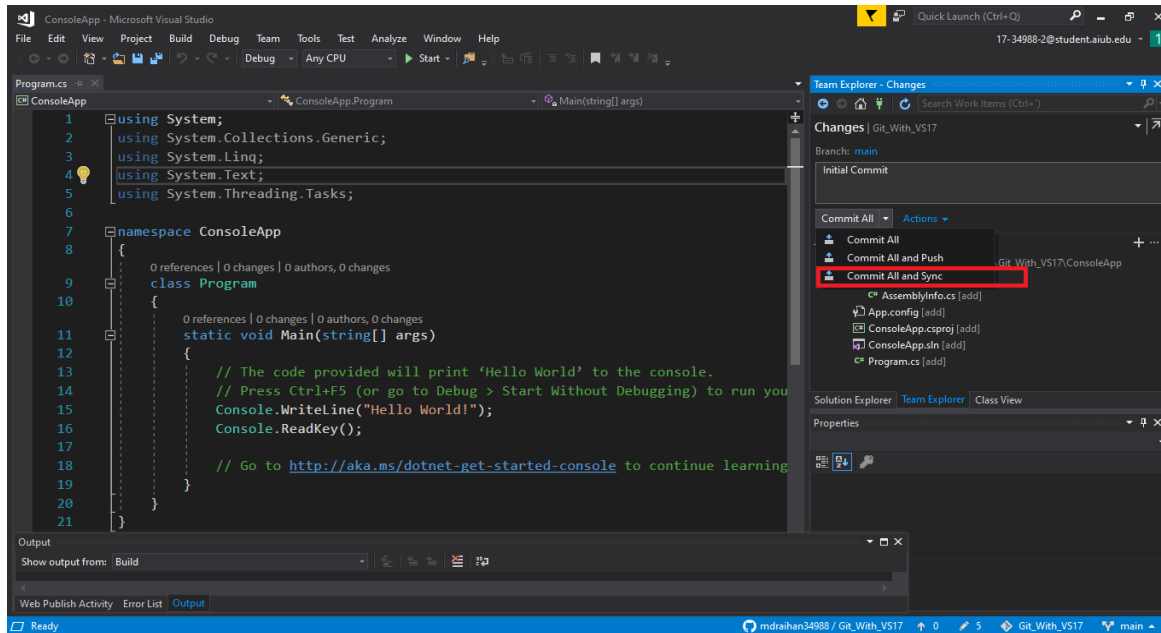 ConsoleApp - Microsoft Visual Studio
Quick Launch (Ctrl+Q)
File Edit View Project Build Debug Team Tools Test Analyze Window Help
17-34988-2@student.aiub.edu
Debug Any CPU Start
Program.cs
ConsoleApp ConsoleApp.Program Main(string[] args)
1 using System;
2 using System.Collections.Generic;
3 using System.Linq;
4 using System.Text;
5 using System.Threading.Tasks;
6
7 namespace ConsoleApp
8 {
0 references | 0 changes | 0 authors, 0 changes
9 class Program
10 {
0 references | 0 changes | 0 authors, 0 changes
11 static void Main(string[] args)
12 {
13 // The code provided will print ‘Hello World’ to the console.
14 // Press Ctrl+F5 (or go to Debug > Start Without Debugging) to run you
15 Console.WriteLine("Hello World!");
16 Console.ReadKey();
17
18 // Go to http://aka.ms/dotnet-get-started-console to continue learning
19 }
20 }
21 }
Team Explorer - Changes
Search Work Items (Ctrl+')
Changes | Git_With_VS17
Branch: main
Initial Commit
Commit All Actions
Commit All
Commit All and Push
Git_With_VS17\ConsoleApp
Commit All and Sync
AssemblyInfo.cs [add]
App.config [add]
ConsoleApp.csproj [add]
ConsoleApp.sln [add]
Program.cs [add]
Solution Explorer Team Explorer Class View
Properties
Output
Show output from: Build
Web Publish Activity Error List Output
Ready
mdraihan34988 / Git_With_VS17 0 5 Git_With_VS17 main